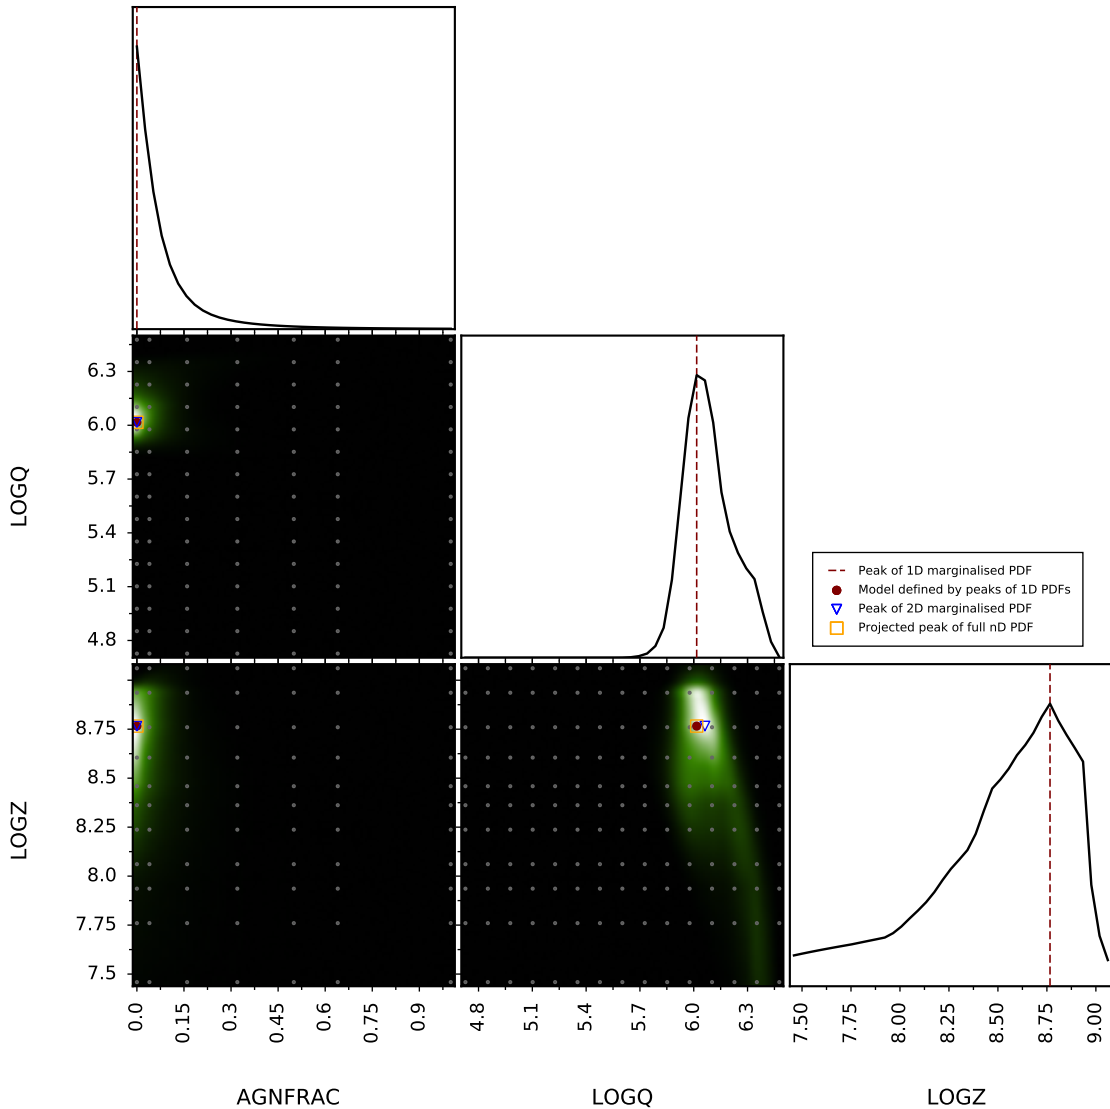 6.3
6.0
5.7
5.4
5.1
4.8
LOGQ
Peak of 1D marginalised PDF
Model defined by peaks of 1D PDFs
Peak of 2D marginalised PDF
Projected peak of full nD PDF
8.75
8.5
8.25
8.0
7.75
7.5
LOGZ
0.0 0.15 0.3 0.45 0.6 0.75 0.9
4.8 5.1 5.4 5.7 6.0 6.3
7.50 7.75 8.00 8.25 8.50 8.75 9.00
AGNFRAC LOGQ LOGZ